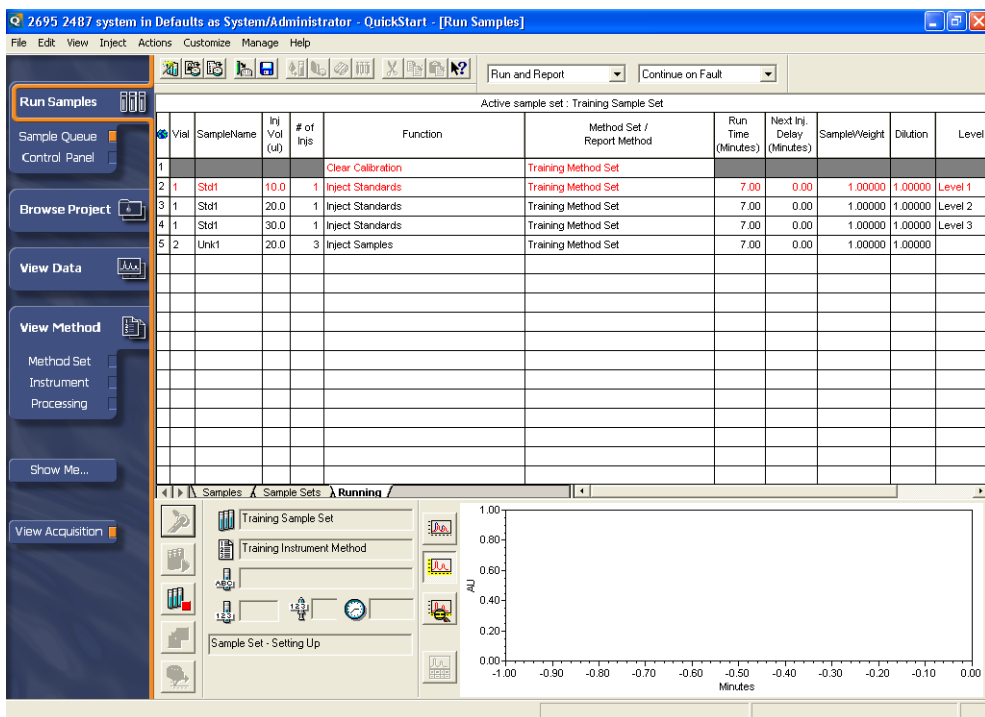 2695 2487 system in Defaults as System/Administrator - QuickStart - [Run Samples]
File Edit View Inject Actions Customize Manage Help
Run and Report
Continue on Fault
Run Samples
Sample Queue
Control Panel
Browse Project
View Data
View Method
Method Set
Instrument
Processing
Show Me...
View Acquisition
Active sample set : Training Sample Set
Vial SampleName Inj Vol (ul) # of Injs Function Method Set / Report Method Run Time (Minutes) Next Inj. Delay (Minutes) SampleWeight Dilution Level
1 Clear Calibration Training Method Set
2 1 Std1 10.0 1 Inject Standards Training Method Set 7.00 0.00 1.00000 1.00000 Level 1
3 1 Std1 20.0 1 Inject Standards Training Method Set 7.00 0.00 1.00000 1.00000 Level 2
4 1 Std1 30.0 1 Inject Standards Training Method Set 7.00 0.00 1.00000 1.00000 Level 3
5 2 Unk1 20.0 3 Inject Samples Training Method Set 7.00 0.00 1.00000 1.00000
Samples Sample Sets Running
Training Sample Set
Training Instrument Method
ABC
123
123
Sample Set - Setting Up
AU
1.00
0.80
0.60
0.40
0.20
0.00
-1.00 -0.90 -0.80 -0.70 -0.60 -0.50 -0.40 -0.30 -0.20 -0.10 0.00
Minutes